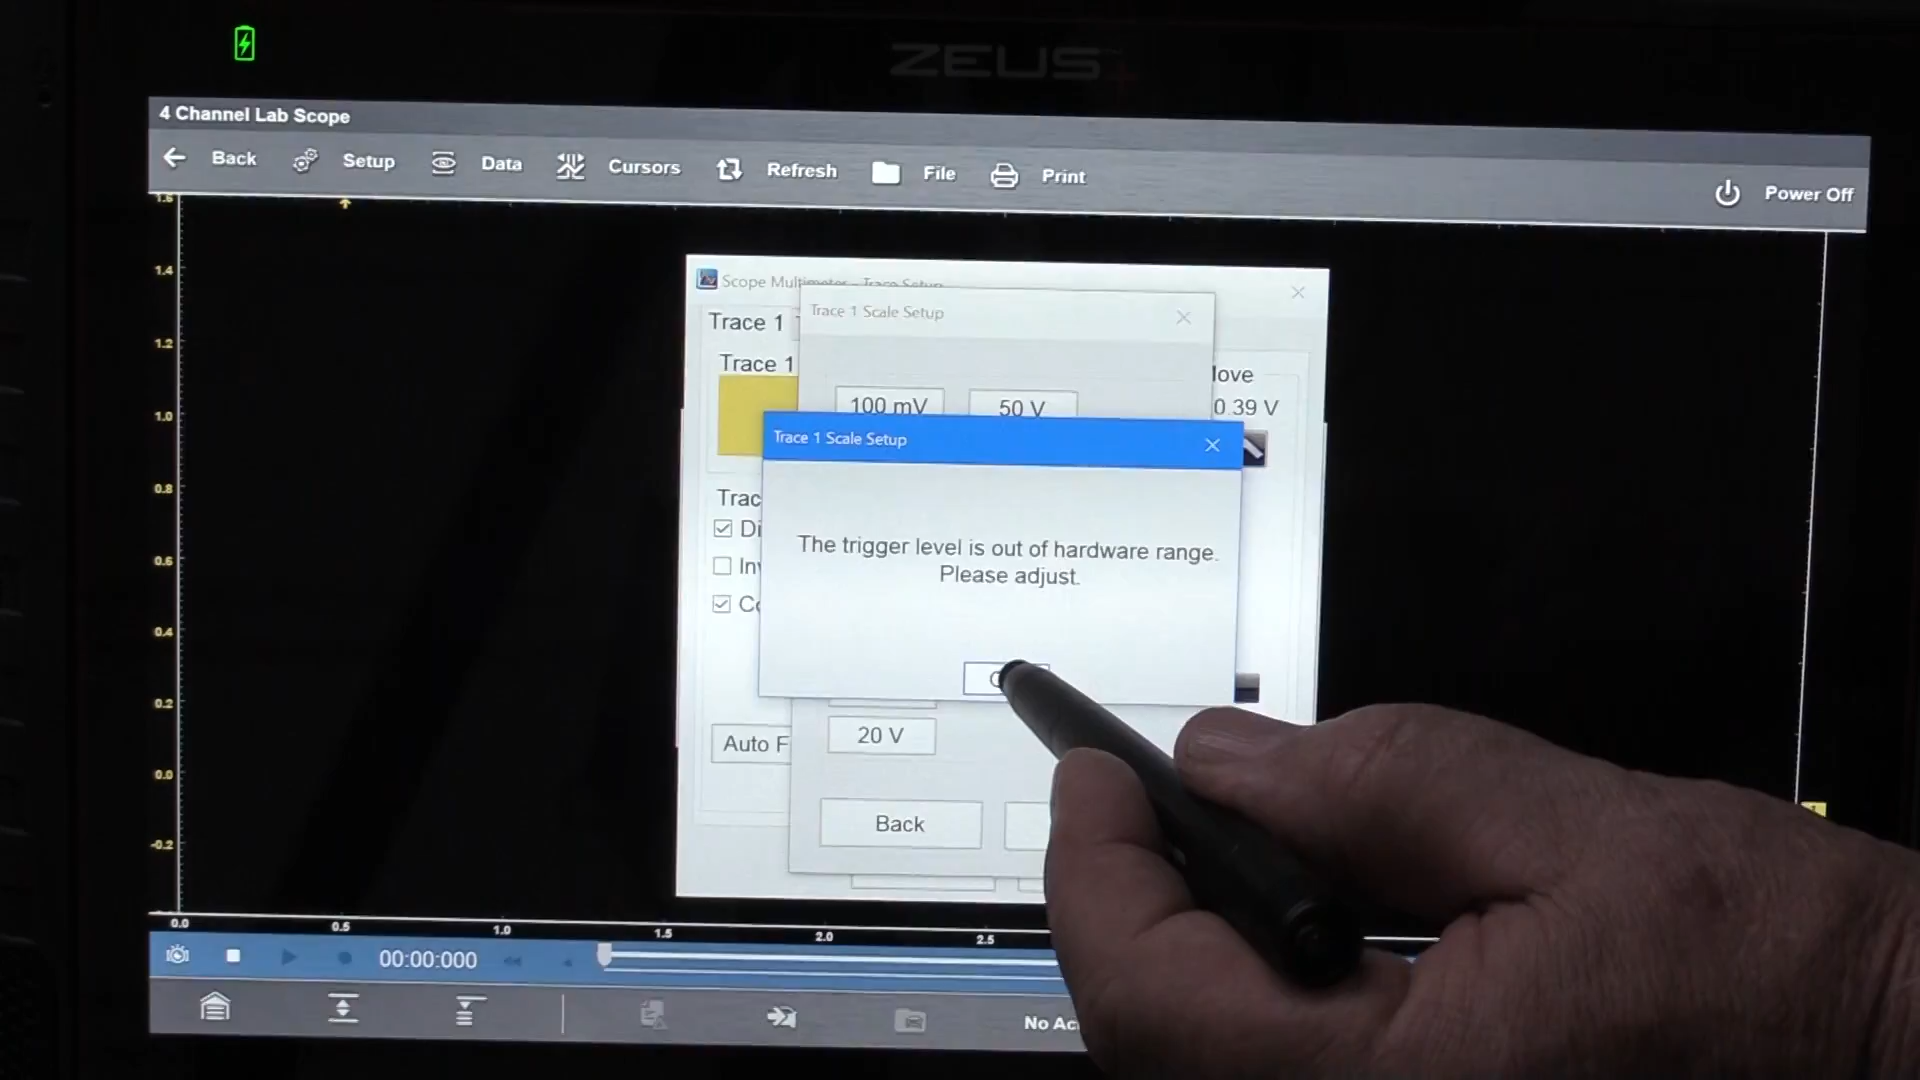 ZEUS+
4 Channel Lab Scope
Back
Setup
Data
Cursors
Refresh
File
Print
Power Off
1.6
1.4
1.2
1.0
0.8
0.6
0.4
0.2
0.0
-0.2
Scope Multimeter - Trace Setup
Trace 1
Trace 1 Scale Setup
Trace 1
Move
0.39 V
100 mV
50 V
Trace 1 Scale Setup
The trigger level is out of hardware range.
Please adjust.
20 V
Back
1
0.0
0.5
1.0
1.5
2.0
2.5
00:00:000